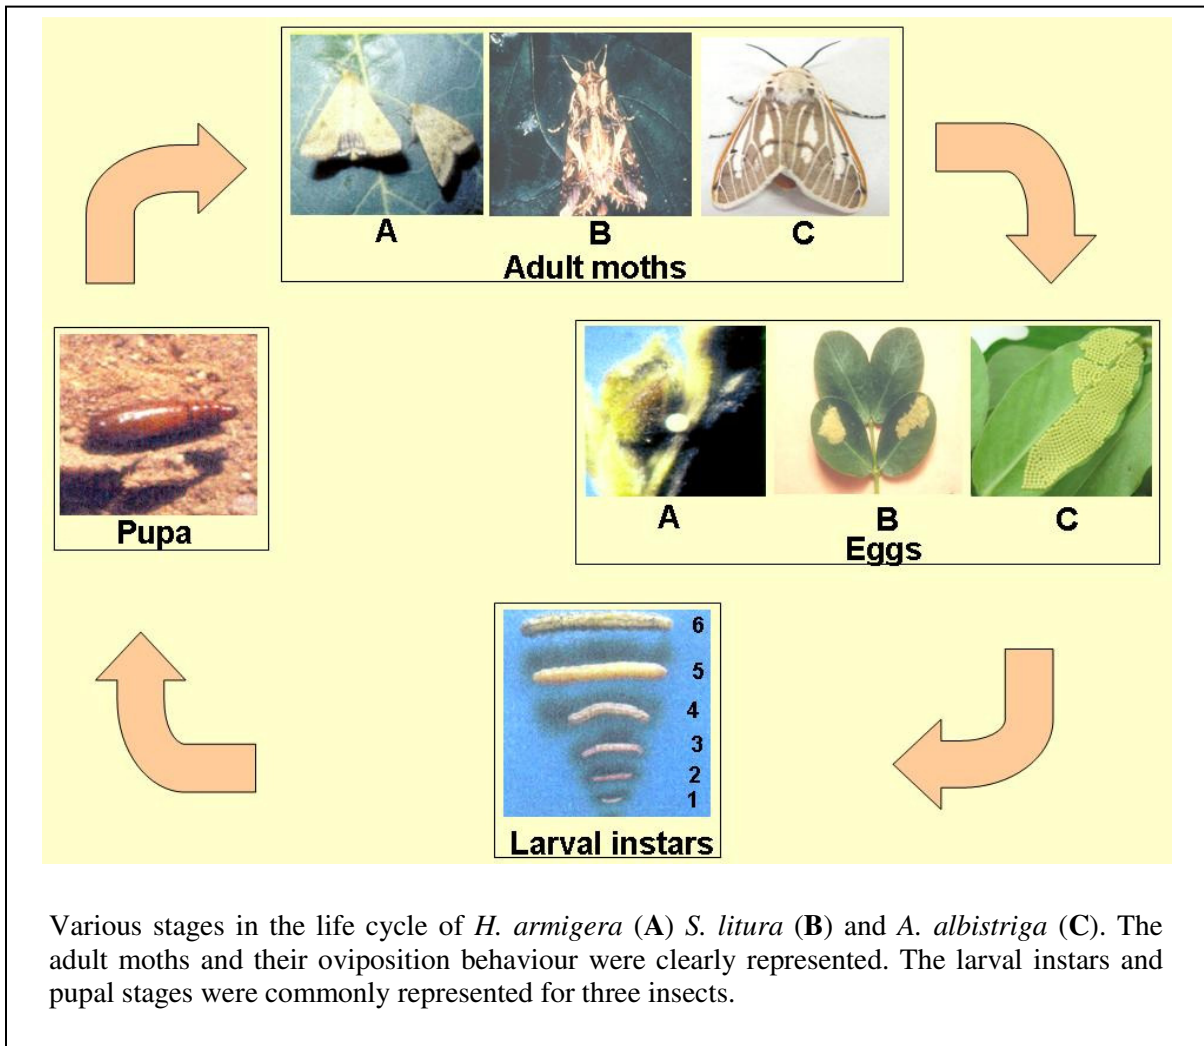 A
B
C
Adult moths
Pupa
A
B
C
Eggs
6
5
4
3
2
1
Larval instars
Various stages in the life cycle of H. armigera (A) S. litura (B) and A. albistriga (C). The
adult moths and their oviposition behaviour were clearly represented. The larval instars and
pupal stages were commonly represented for three insects.